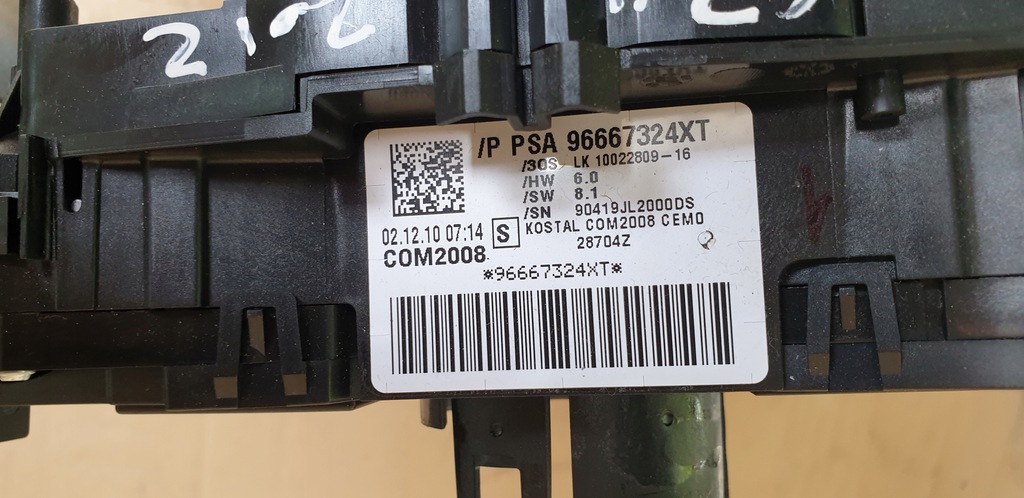 /P PSA 96667324XT
/3OS LK 10022809-16
/HW 6.0
/SW 8.1
/SN 90419JL2000DS
02.12.10 07:14 S KOSTAL COM2008 CEMO
COM2008 28704Z
*96667324XT*